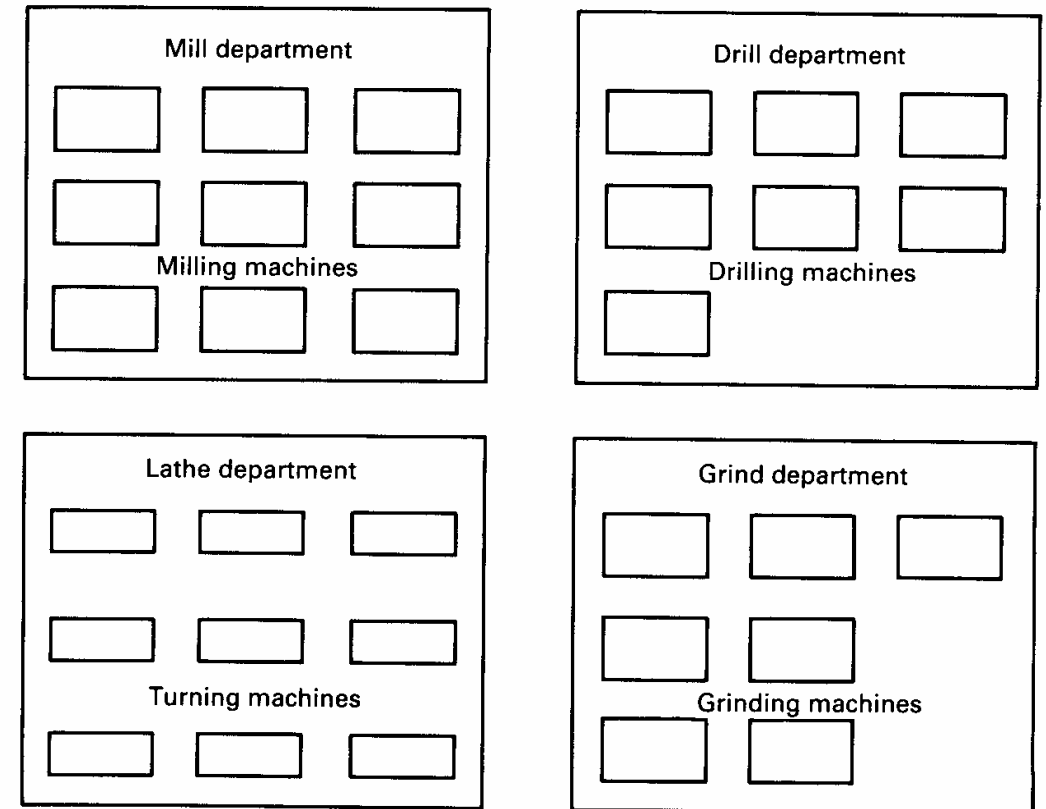 Mill department
Milling machines
Drill department
Drilling machines
Lathe department
Turning machines
Grind department
Grinding machines